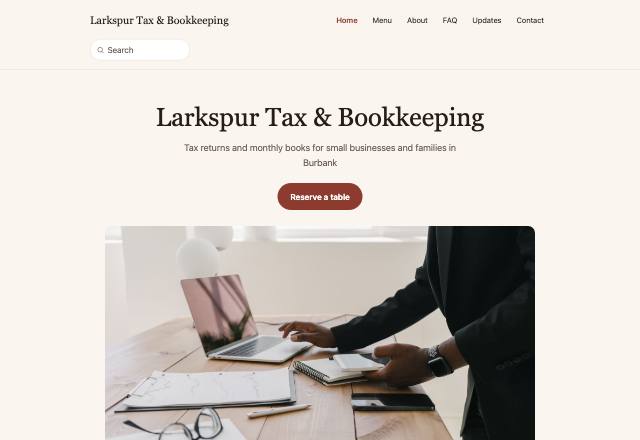 Larkspur Tax & Bookkeeping
Home Menu About FAQ Updates Contact
Search
Larkspur Tax & Bookkeeping
Tax returns and monthly books for small businesses and families in
Burbank
Reserve a table